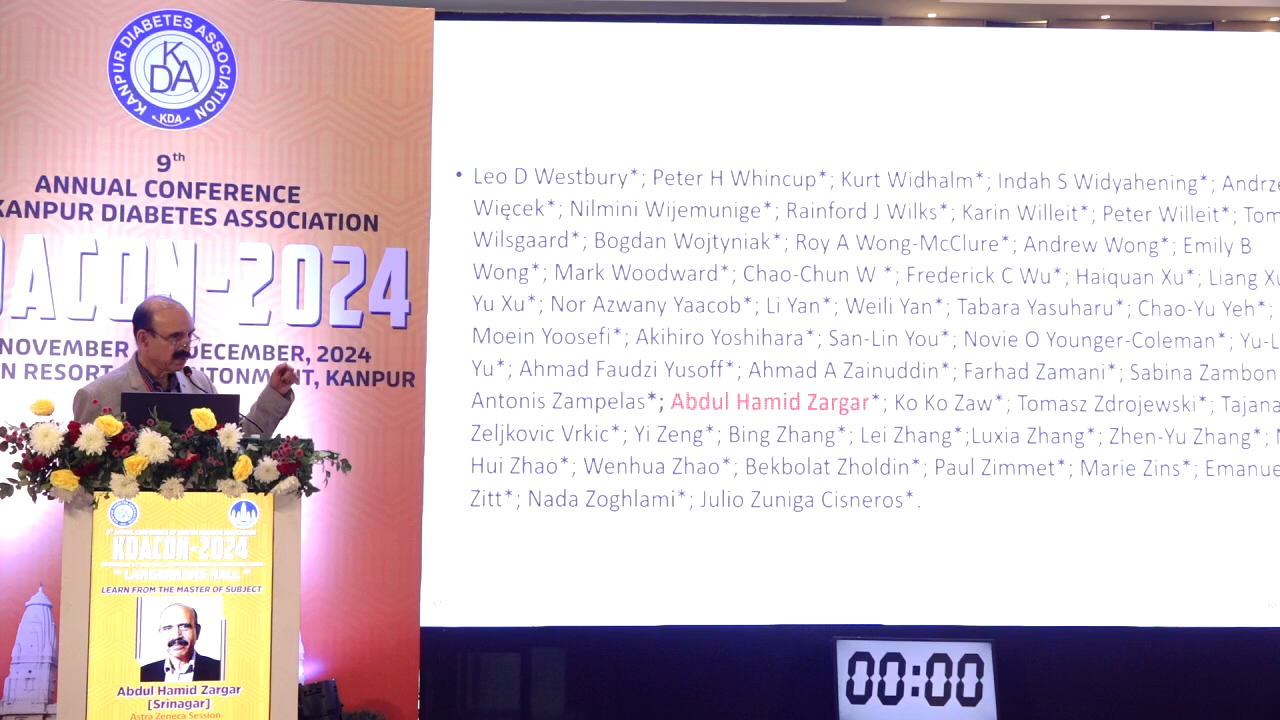 KANPUR DIABETES ASSOCIATION
KDA
KDA
9th
ANNUAL CONFERENCE
KANPUR DIABETES ASSOCIATION
DACON-2024
NOVEMBER DECEMBER, 2024
N RESORT NTONMENT, KANPUR
• Leo D Westbury*; Peter H Whincup*; Kurt Widhalm*; Indah S Widyahening*; Andrze
Więcek*; Nilmini Wijemunige*; Rainford J Wilks*; Karin Willeit*; Peter Willeit*; Tom
Wilsgaard*; Bogdan Wojtyniak*; Roy A Wong-McClure*; Andrew Wong*; Emily B
Wong*; Mark Woodward*; Chao-Chun W *; Frederick C Wu*; Haiquan Xu*; Liang Xu
Yu Xu*; Nor Azwany Yaacob*; Li Yan*; Weili Yan*; Tabara Yasuharu*; Chao-Yu Yeh*;
Moein Yoosefi*; Akihiro Yoshihara*; San-Lin You*; Novie O Younger-Coleman*; Yu-L
Yu*; Ahmad Faudzi Yusoff*; Ahmad A Zainuddin*; Farhad Zamani*; Sabina Zambon
Antonis Zampelas*; Abdul Hamid Zargar*; Ko Ko Zaw*; Tomasz Zdrojewski*; Tajana
Zeljkovic Vrkic*; Yi Zeng*; Bing Zhang*; Lei Zhang*;Luxia Zhang*; Zhen-Yu Zhang*;
Hui Zhao*; Wenhua Zhao*; Bekbolat Zholdin*; Paul Zimmet*; Marie Zins*; Emanue
Zitt*; Nada Zoghlami*; Julio Zuniga Cisneros*.
KDACON-2024
LEARN FROM THE MASTER OF SUBJECT
Abdul Hamid Zargar
[Srinagar]
Astra Zeneca Session
00:00